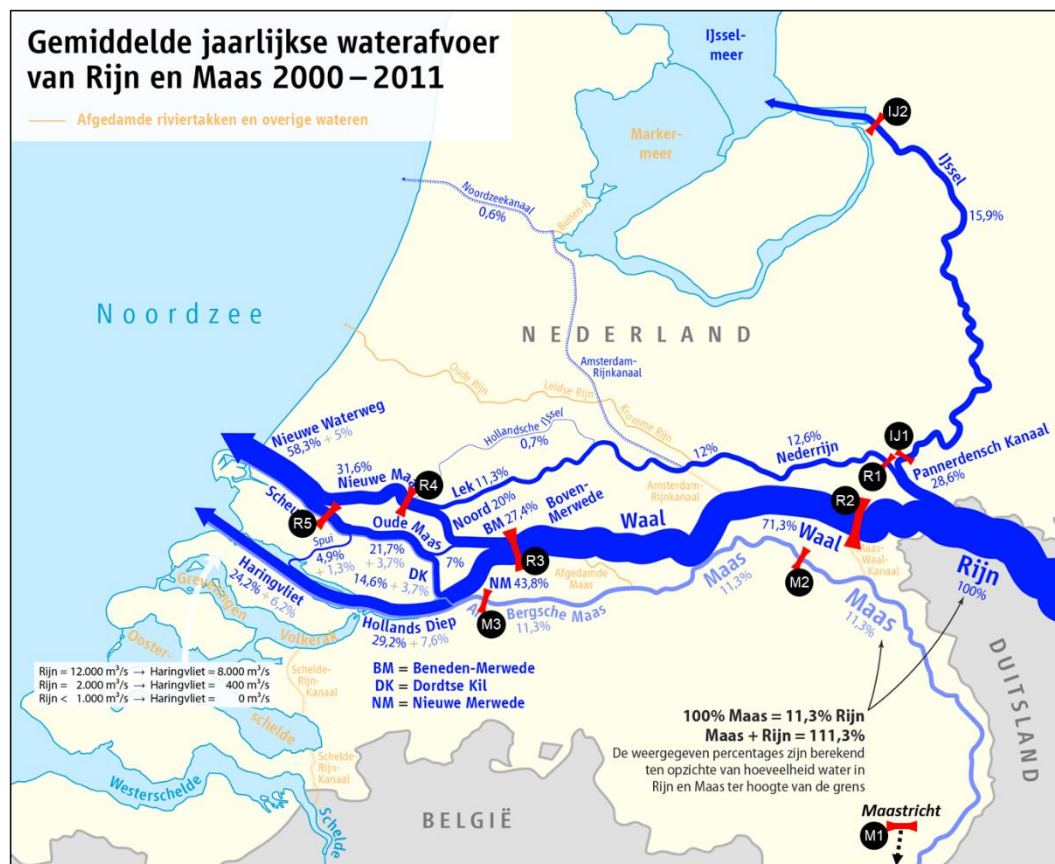 Gemiddelde jaarlijkse waterafvoer
van Rijn en Maas 2000 – 2011
Afgedamde riviertakken en overige wateren
IJssel-
meer
IJ2
Marker-
meer
IJssel
15,9%
Noordzeekanaal
0,6%
Buiten-IJ
Noordzee
NEDERLAND
Amsterdam-
Rijnkanaal
Oude Rijn
Leidse Rijn
Kromme Rijn
Hollandsche IJssel
0,7%
Nieuwe Waterweg
58,3% + 5%
31,6%
Nieuwe Maas
R4
Lek 11,3%
12%
12,6%
Nederrijn
IJ1
R1
Pannerdensch Kanaal
28,6%
Amsterdam-
Rijnkanaal
R2
Noord 20%
BM 27,4%
Boven-
Merwede
Waal
71,3%
Waal
Maas-
Waal-
Kanaal
R5
Oude Maas
Spui
4,9%
+ 1,3%
21,7%
+ 3,7%
7%
R3
DK
14,6% + 3,7%
NM 43,8%
Afgedamde Maas
Maas
11,3%
M2
Rijn
100%
Haringvliet
24,2% + 6,2%
Grevelingen
M3
Bergsche Maas
11,3%
Maas
11,3%
Hollands Diep
29,2% + 7,6%
Volkerak
Ooster-
schelde
Rijn = 12.000 m³/s → Haringvliet = 8.000 m³/s
Rijn = 2.000 m³/s → Haringvliet = 400 m³/s
Rijn < 1.000 m³/s → Haringvliet = 0 m³/s
Schelde-
Rijn-
Kanaal
BM = Beneden-Merwede
DK = Dordtse Kil
NM = Nieuwe Merwede
DUITSLAND
100% Maas = 11,3% Rijn
Maas + Rijn = 111,3%
De weergegeven percentages zijn berekend
ten opzichte van hoeveelheid water in
Rijn en Maas ter hoogte van de grens
Schelde-
Rijn-
Kanaal
Westerschelde
Schelde
BELGIË
Maastricht
M1